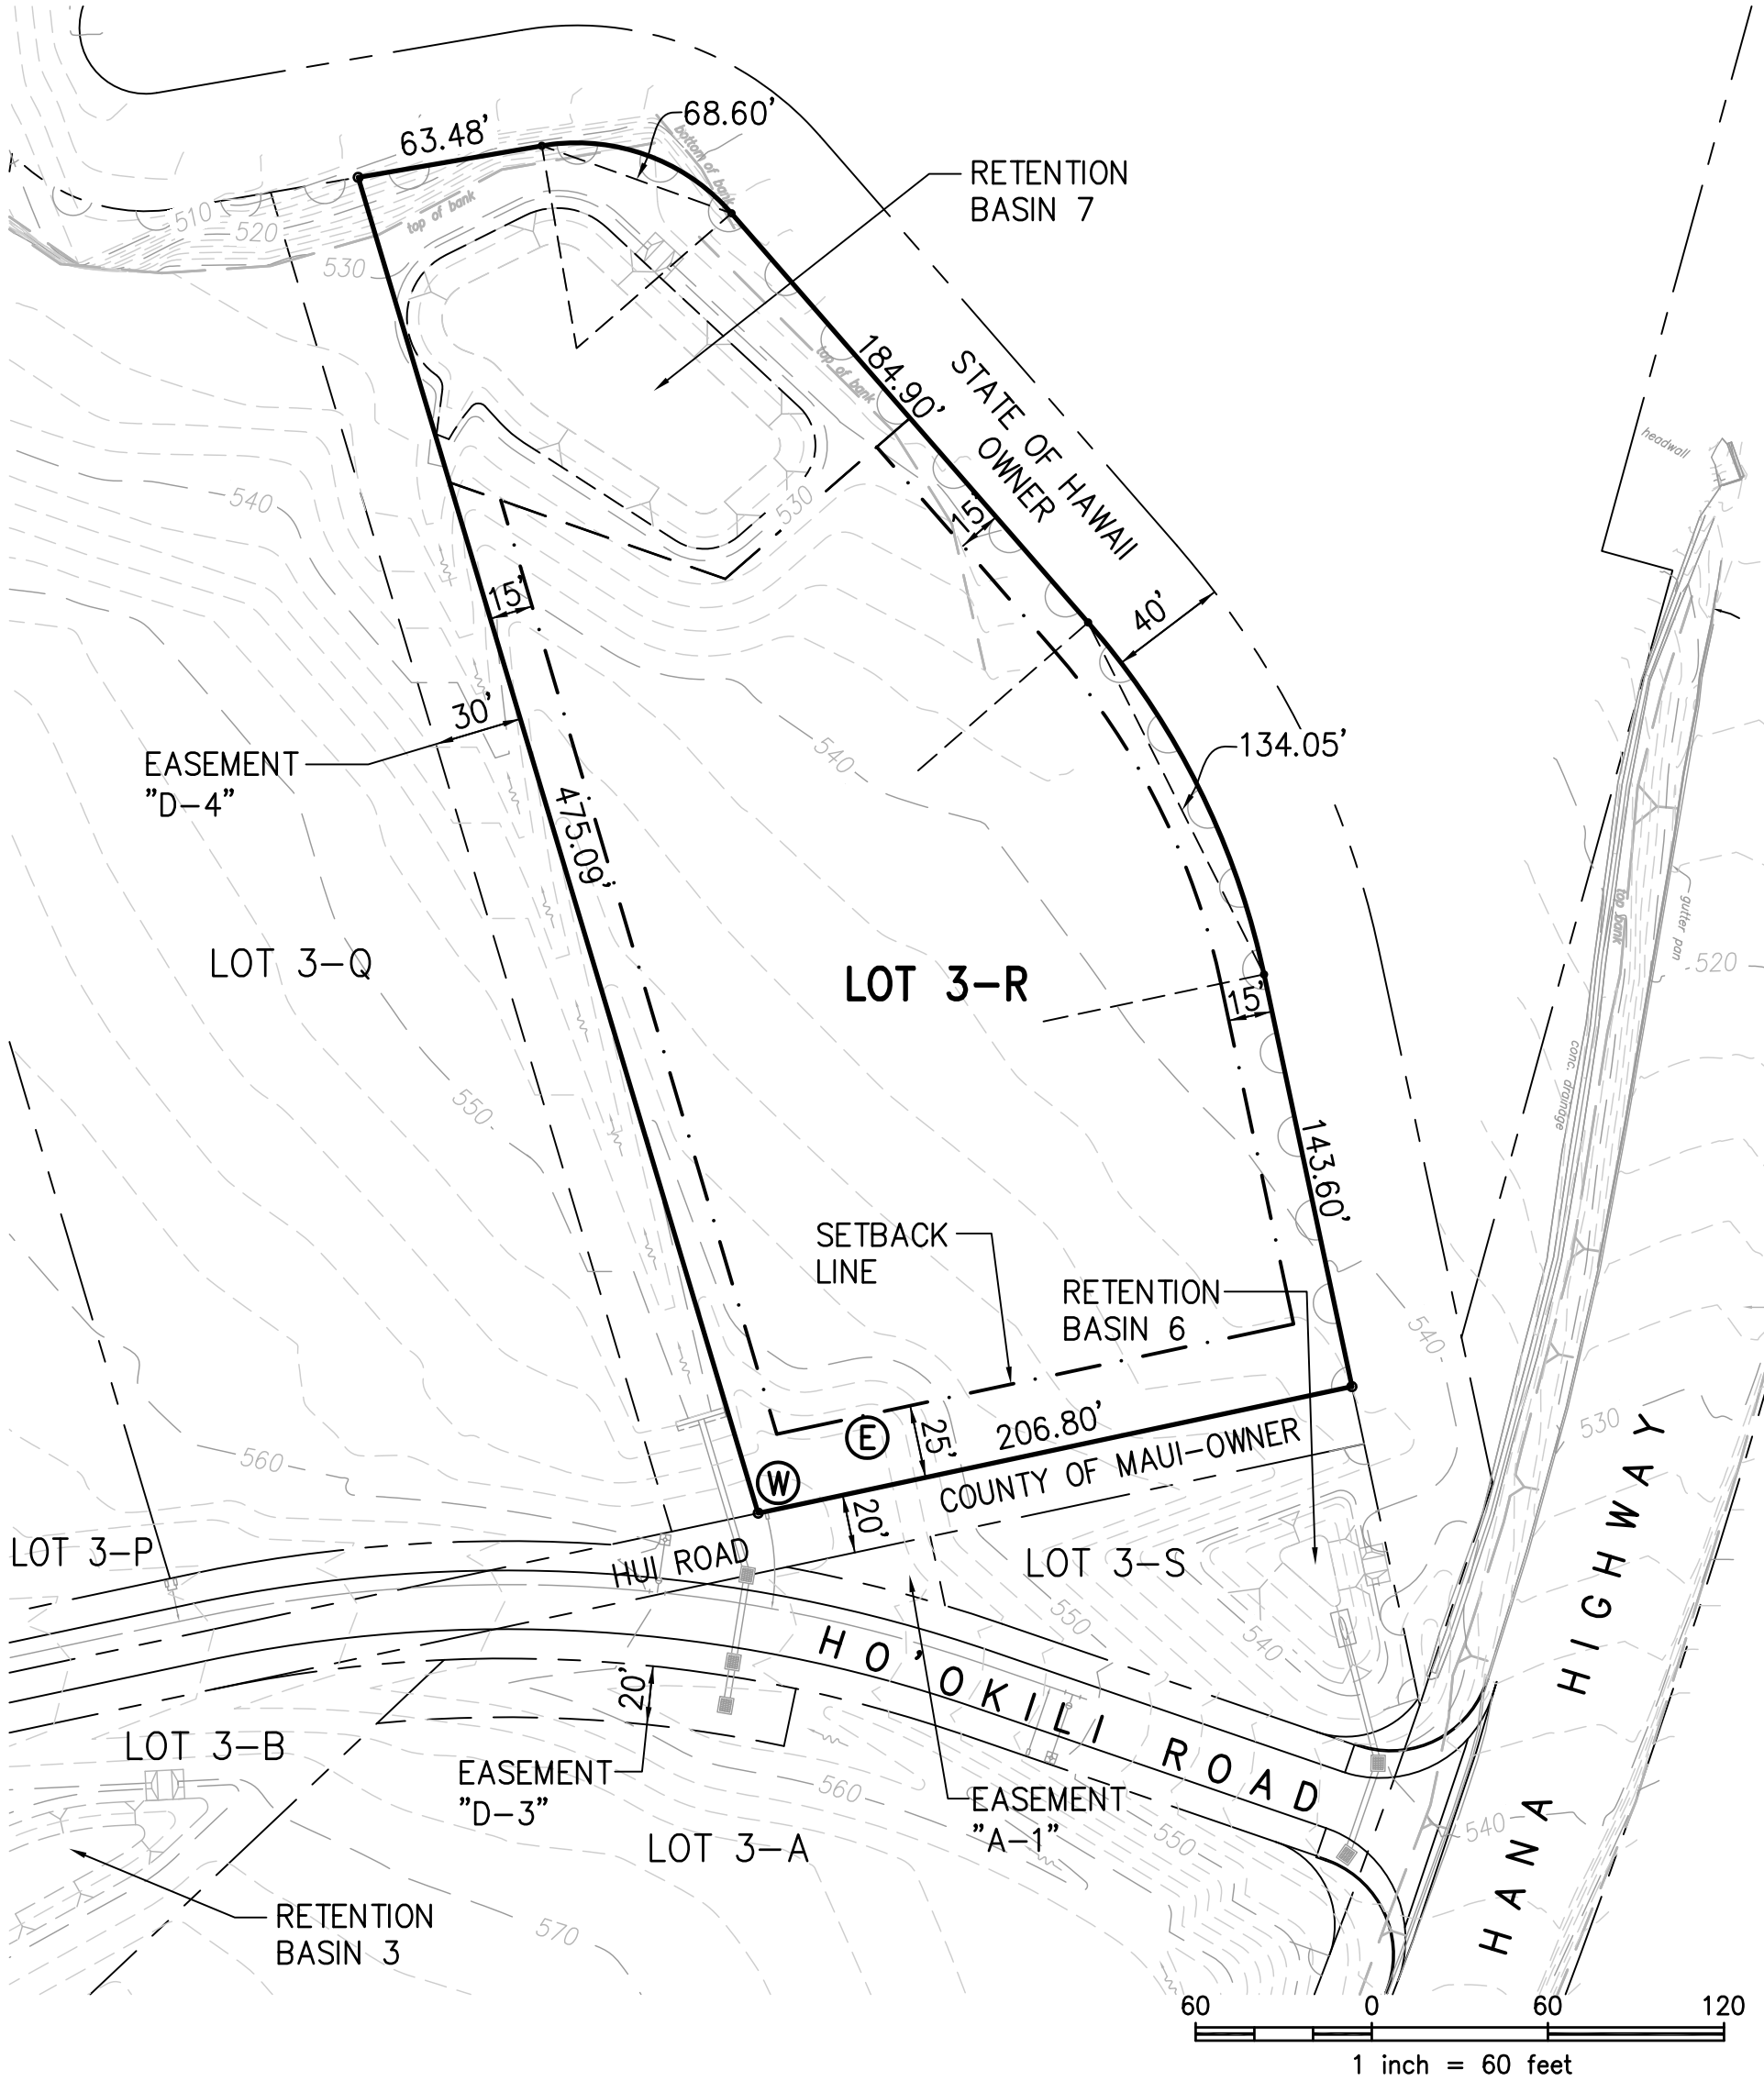 63.48'
68.60'
bottom of bank
RETENTION
BASIN 7
510
520
530
top of bank
184.90'
top of bank
STATE OF HAWAII
OWNER
headwall
540
530
15'
15'
40'
30'
EASEMENT
"D-4"
540
134.05'
475.09'
top bank
gutter pan
520
LOT 3-Q
LOT 3-R
15'
conc. drainage
550
143.60'
SETBACK
LINE
RETENTION
BASIN 6
540
530
206.80'
E
25'
COUNTY OF MAUI-OWNER
560
W
20'
LOT 3-P
HUI ROAD
LOT 3-S
550
540
HO'OKILI ROAD
HANA HIGHWAY
20'
LOT 3-B
EASEMENT
"D-3"
560
EASEMENT
"A-1"
550
540
LOT 3-A
RETENTION
BASIN 3
570
60 0 60 120
1 inch = 60 feet